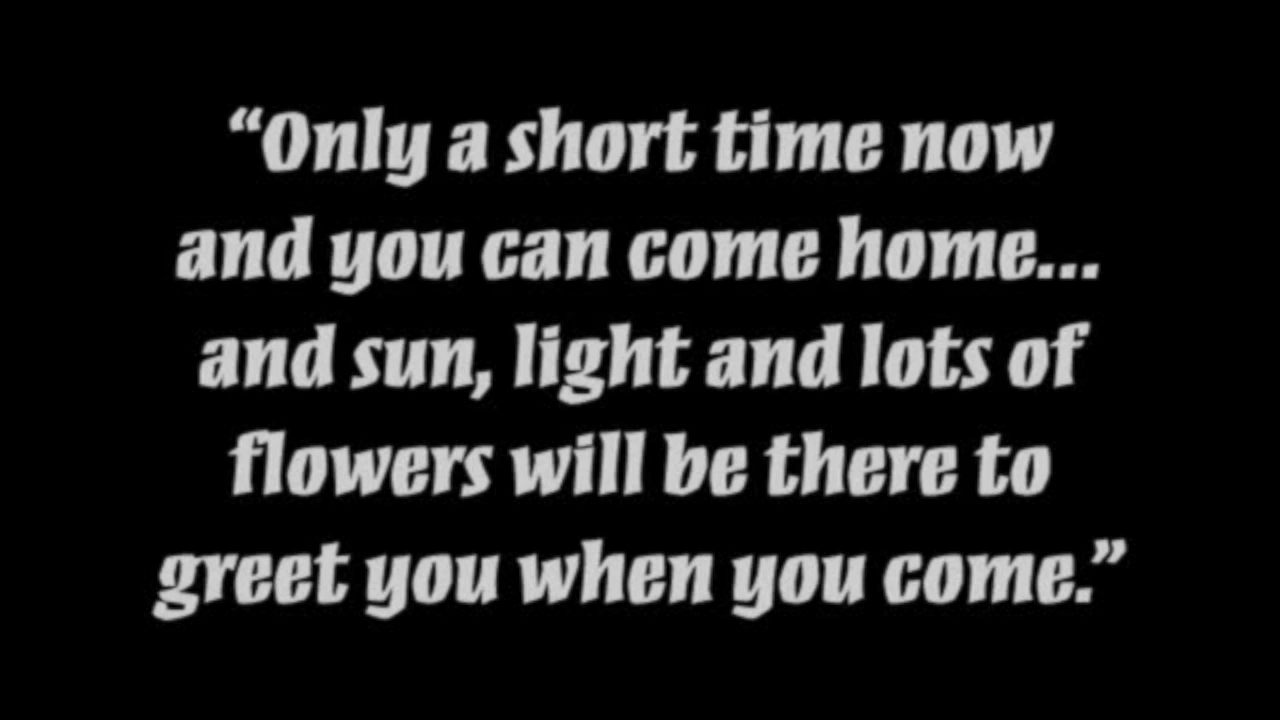 “Only a short time now
and you can come home...
and sun, light and lots of
flowers will be there to
greet you when you come.”